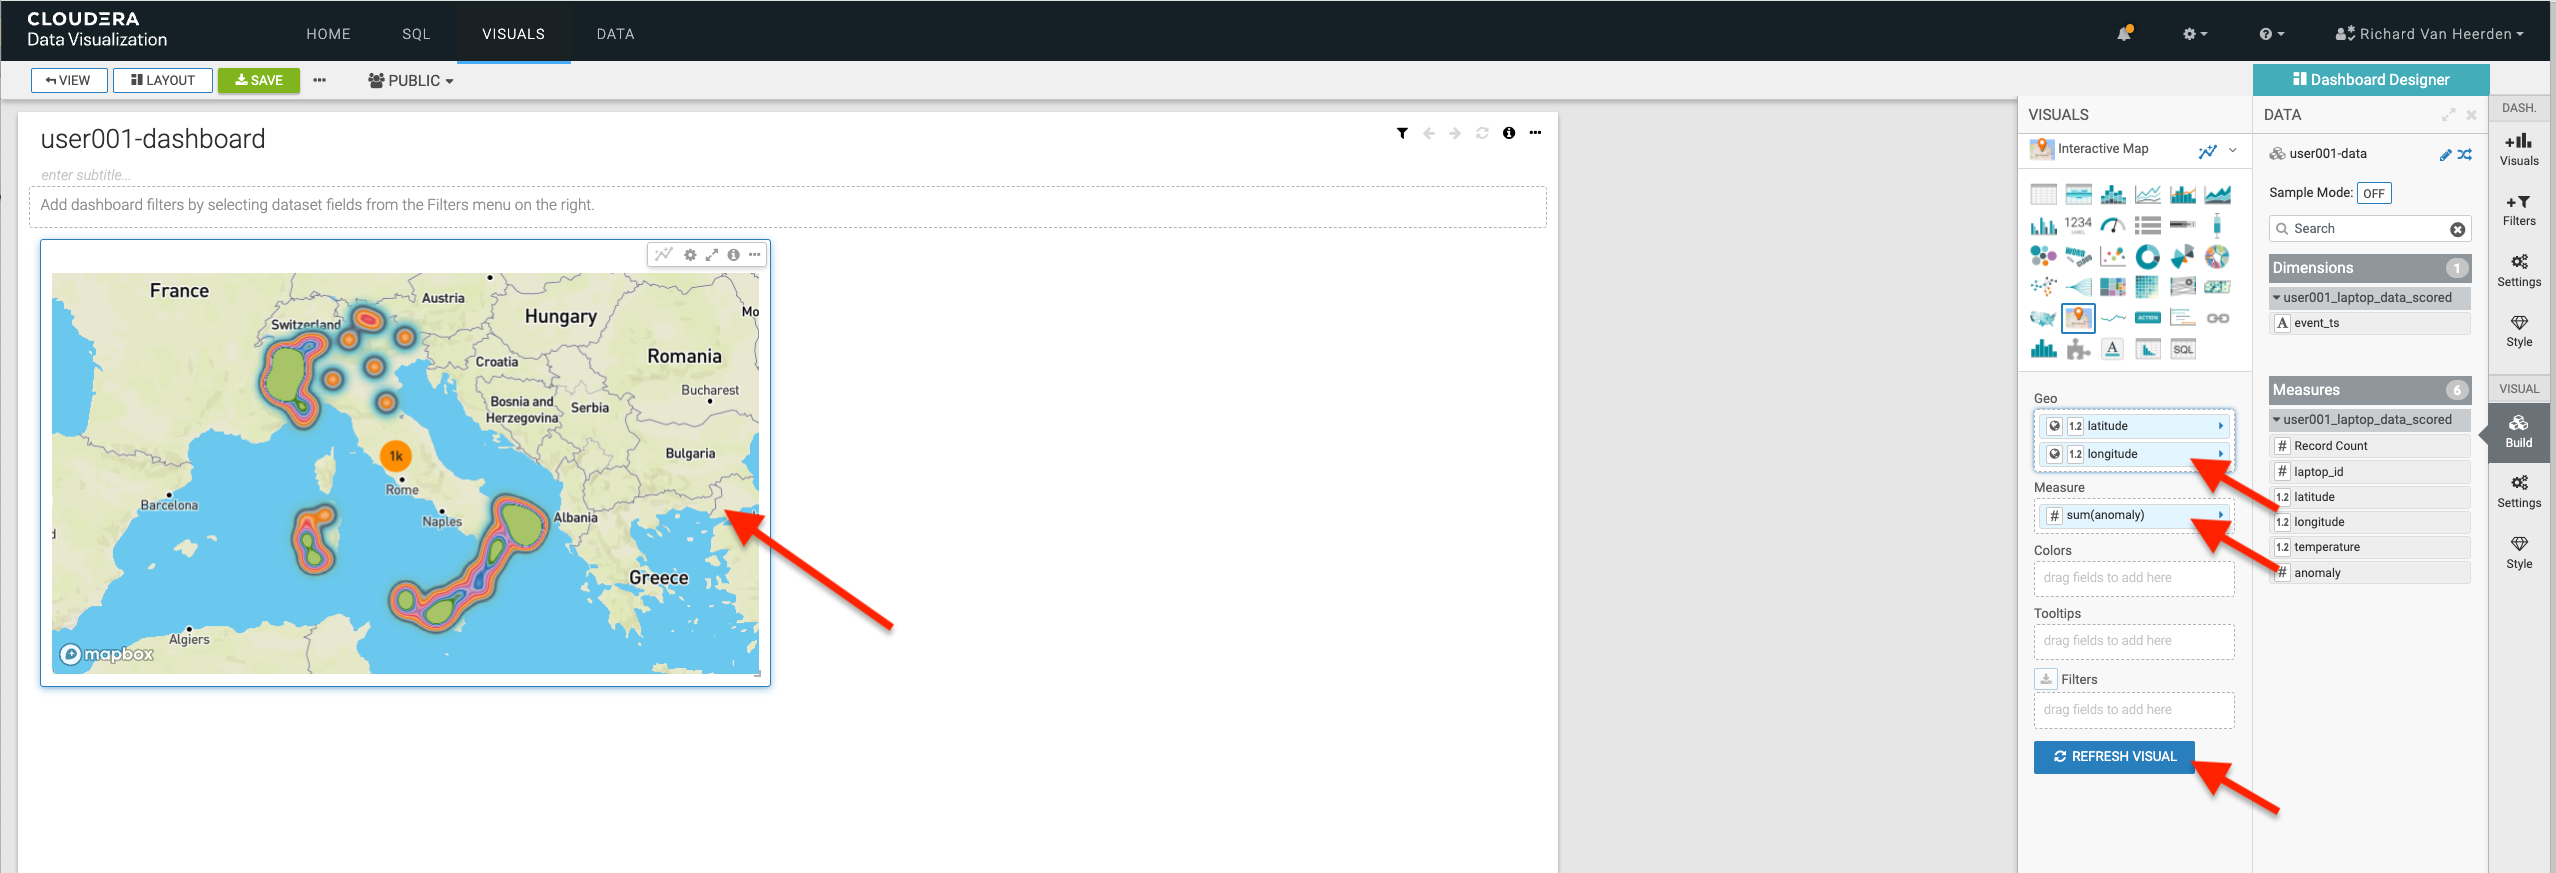 CLOUDERA
Data Visualization
HOME
SQL
VISUALS
DATA
Richard Van Heerden
VIEW
LAYOUT
SAVE
PUBLIC
Dashboard Designer
user001-dashboard
enter subtitle...
Add dashboard filters by selecting dataset fields from the Filters menu on the right.
France
Austria
Switzerland
Hungary
Mo
Romania
Croatia
Bucharest
Bosnia and
Herzegovina
Serbia
Bulgaria
1k
Rome
Barcelona
Naples
Albania
Greece
Algiers
mapbox
VISUALS
Interactive Map
1234
LABEL
WORD
CLOUD
ACTION
A
SQL
Geo
1.2 latitude
1.2 longitude
Measure
# sum(anomaly)
Colors
drag fields to add here
Tooltips
drag fields to add here
Filters
drag fields to add here
REFRESH VISUAL
DATA
user001-data
Sample Mode: OFF
Search
Dimensions 1
user001_laptop_data_scored
A event_ts
Measures 6
user001_laptop_data_scored
# Record Count
# laptop_id
1.2 latitude
1.2 longitude
1.2 temperature
# anomaly
DASH.
Visuals
Filters
Settings
Style
VISUAL
Build
Settings
Style